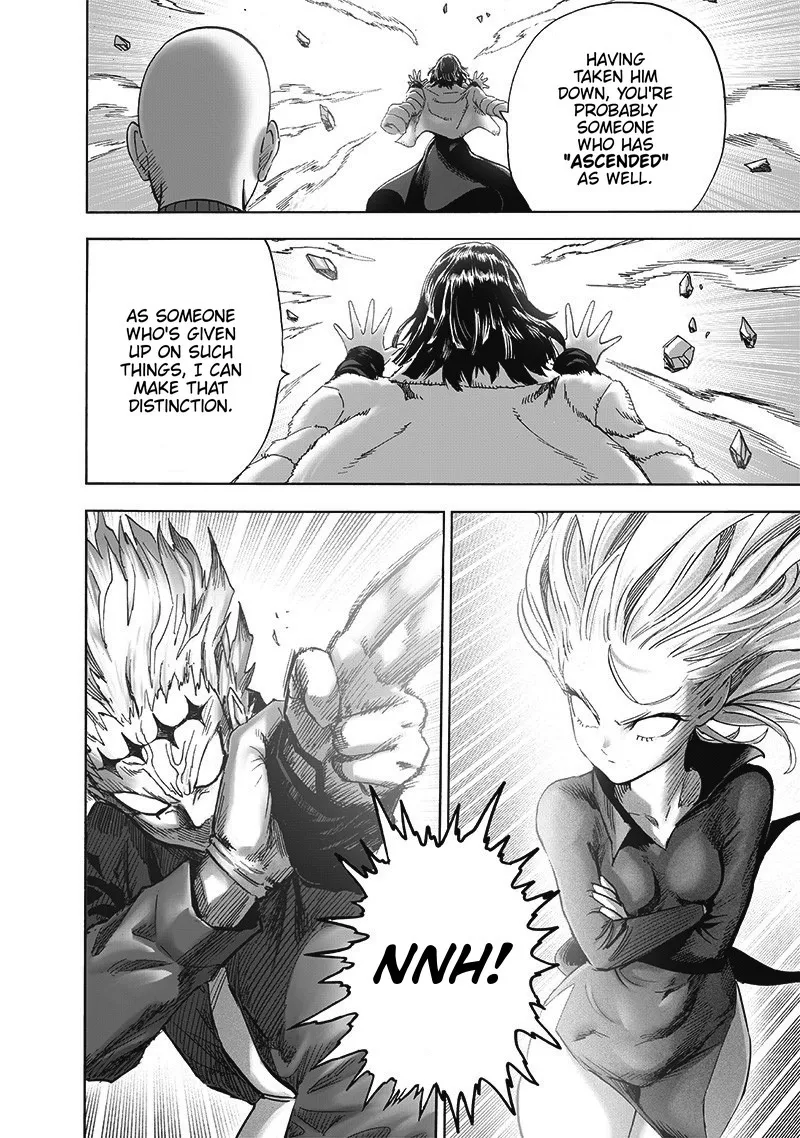 HAVING
TAKEN HIM
DOWN, YOU'RE
PROBABLY
SOMEONE
WHO HAS
"ASCENDED"
AS WELL.
AS SOMEONE
WHO'S GIVEN
UP ON SUCH
THINGS, I CAN
MAKE THAT
DISTINCTION.
NNH!